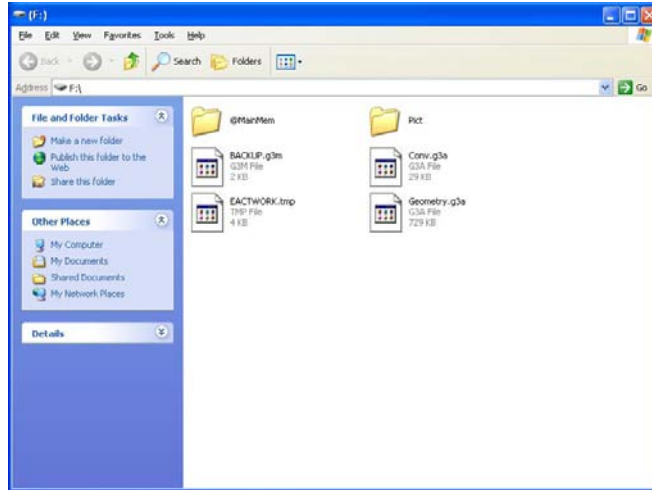 (F:)
File Edit View Favorites Tools Help
Back Search Folders
Address F:\ Go
File and Folder Tasks
Make a new folder
Publish this folder to the
Web
Share this folder
Other Places
My Computer
My Documents
Shared Documents
My Network Places
Details
@MainMem
Pict
BACKUP.g3m
G3M File
2 KB
Conv.g3a
G3A File
29 KB
EACTWORK.tmp
TMP File
4 KB
Geometry.g3a
G3A File
729 KB